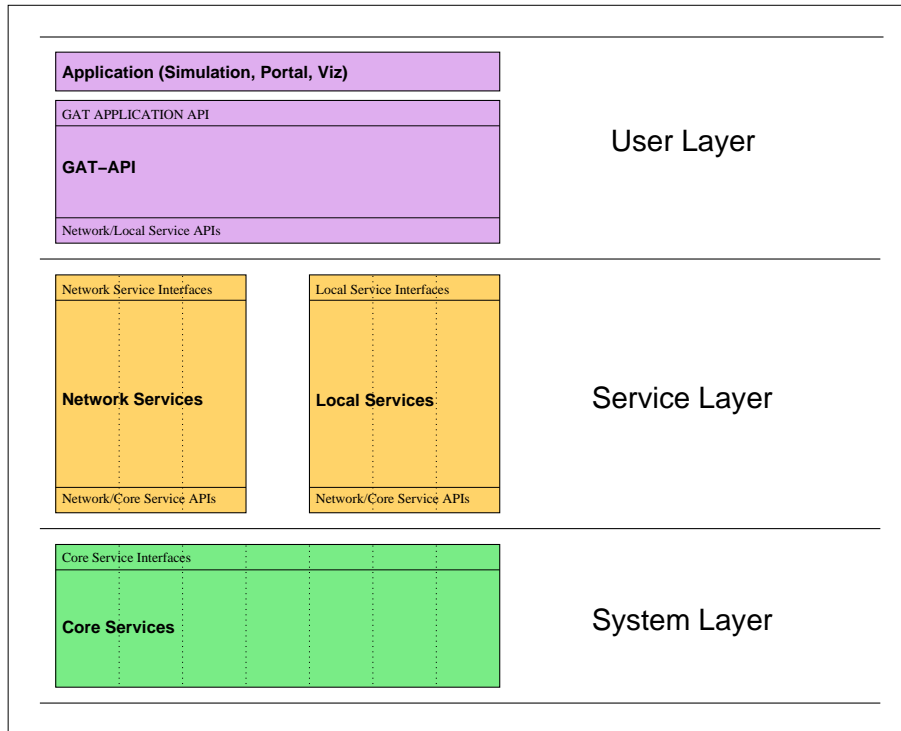 Application (Simulation, Portal, Viz)
GAT APPLICATION API
GAT−API
Network/Local Service APIs
User Layer
Network Service Interfaces
Network Services
Network/Core Service APIs
Local Service Interfaces
Local Services
Network/Core Service APIs
Service Layer
Core Service Interfaces
Core Services
System Layer